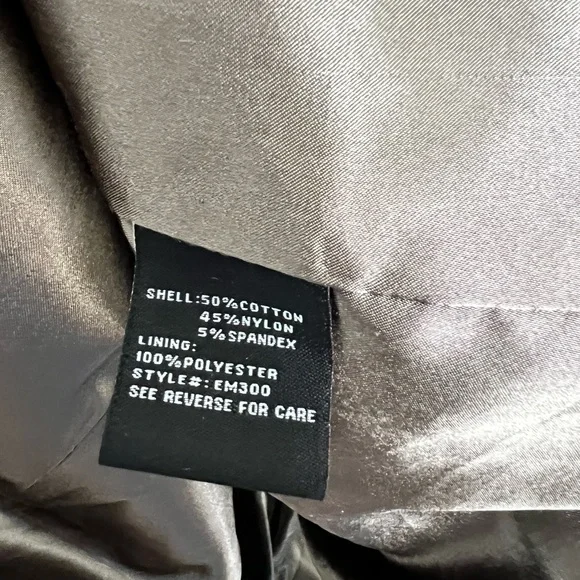 SHELL:50%COTTON
45%NYLON
5%SPANDEX
LINING:
100%POLYESTER
STYLE#: EM300
SEE REVERSE FOR CARE